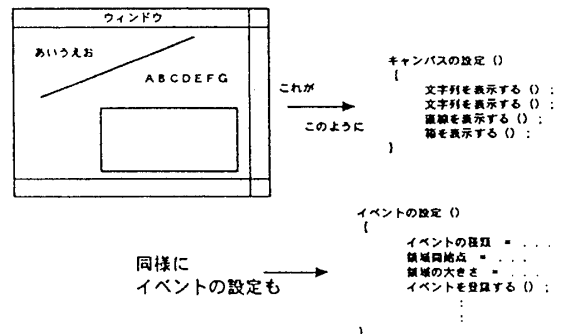 ウィンドウ
あいうえお
ABCDEFG
これが
このように
キャンバスの設定 ()
{
文字列を表示する () ;
文字列を表示する () ;
直線を表示する () ;
箱を表示する () ;
}
同様に
イベントの設定も
イベントの設定 ()
{
イベントの種類 = . . .
領域開始点 = . . .
領域の大きさ = . . .
イベントを登録する () ;
:
:
}